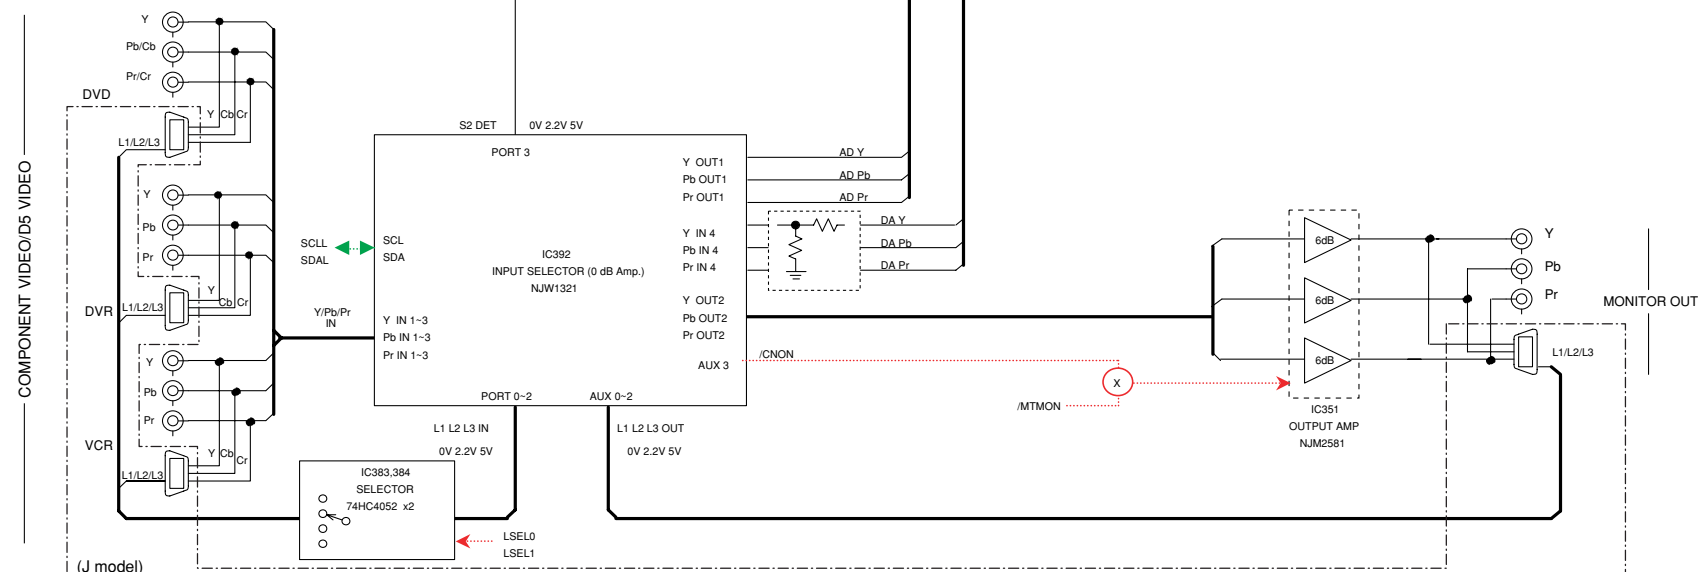 COMPONENT VIDEO/D5 VIDEO
Y
Pb/Cb
Pr/Cr
DVD
Y Cb Cr
L1/L2/L3
Y
Pb
Pr
Y
Cb Cr
DVR
L1/L2/L3
Y
Pb
Pr
VCR
Y Cb
Cr
L1/L2/L3
(J model)
SCLL
SDAL
Y/Pb/Pr
IN
S2 DET 0V 2.2V 5V
PORT 3
SCL
SDA
IC392
INPUT SELECTOR (0 dB Amp.)
NJW1321
Y IN 1~3
Pb IN 1~3
Pr IN 1~3
Y OUT1
Pb OUT1
Pr OUT1
Y IN 4
Pb IN 4
Pr IN 4
Y OUT2
Pb OUT2
Pr OUT2
AUX 3
PORT 0~2
AUX 0~2
AD Y
AD Pb
AD Pr
DA Y
DA Pb
DA Pr
/CNON
X
/MTMON
L1 L2 L3 IN
0V 2.2V 5V
L1 L2 L3 OUT
0V 2.2V 5V
IC383,384
SELECTOR
74HC4052 x2
LSEL0
LSEL1
6dB
6dB
6dB
IC351
OUTPUT AMP
NJM2581
Y
Pb
Pr
MONITOR OUT
L1/L2/L3